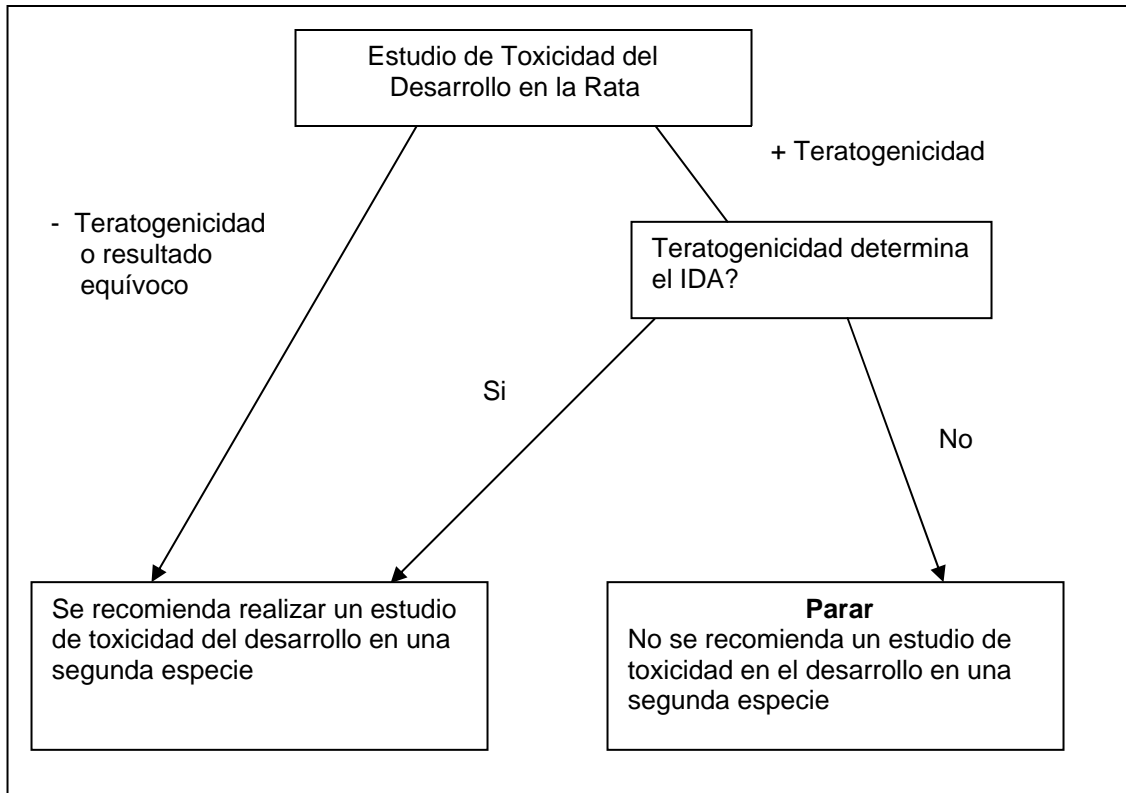 Estudio de Toxicidad del
Desarrollo en la Rata
+ Teratogenicidad
- Teratogenicidad
o resultado
equívoco
Teratogenicidad determina
el IDA?
Si
No
Se recomienda realizar un estudio
de toxicidad del desarrollo en una
segunda especie
Parar
No se recomienda un estudio de
toxicidad en el desarrollo en una
segunda especie